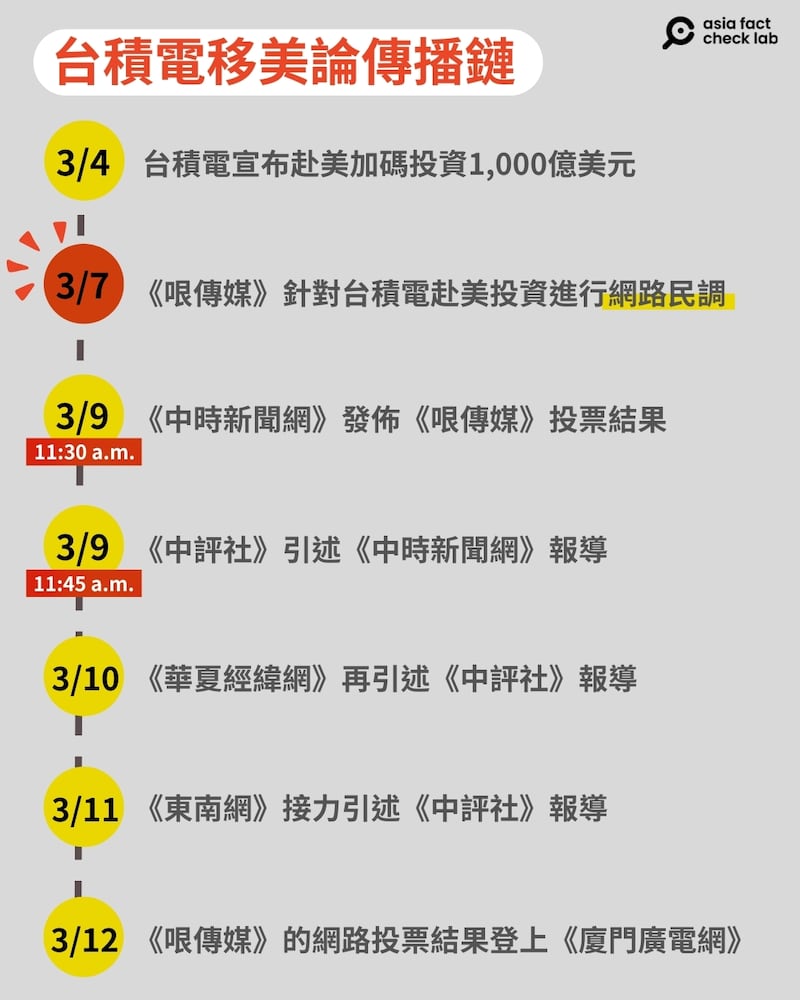 asia fact
check lab
台積電移美論傳播鏈
3/4
台積電宣布赴美加碼投資1,000億美元
3/7
《哏傳媒》針對台積電赴美投資進行網路民調
3/9
11:30 a.m.
《中時新聞網》發佈《哏傳媒》投票結果
3/9
11:45 a.m.
《中評社》引述《中時新聞網》報導
3/10
《華夏經緯網》再引述《中評社》報導
3/11
《東南網》接力引述《中評社》報導
3/12
《哏傳媒》的網路投票結果登上《廈門廣電網》